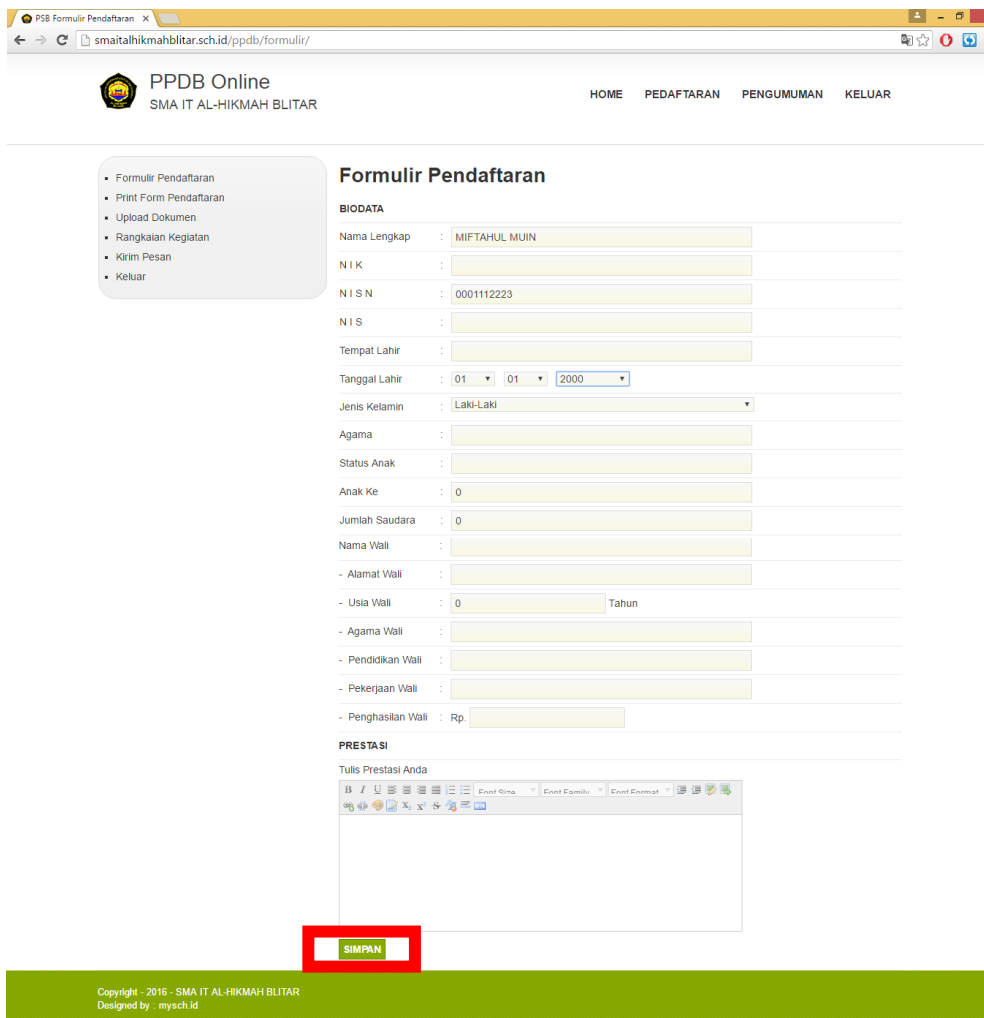 PSB Formulir Pendaftaran
smaitalhikmahblitar.sch.id/ppdb/formulir/
PPDB Online
SMA IT AL-HIKMAH BLITAR
HOME PEDAFTARAN PENGUMUMAN KELUAR
Formulir Pendaftaran
Print Form Pendaftaran
Upload Dokumen
Rangkaian Kegiatan
Kirim Pesan
Keluar
Formulir Pendaftaran
BIODATA
Nama Lengkap : MIFTAHUL MUIN
N I K :
N I S N : 0001112223
N I S :
Tempat Lahir :
Tanggal Lahir : 01 01 2000
Jenis Kelamin : Laki-Laki
Agama :
Status Anak :
Anak Ke : 0
Jumlah Saudara : 0
Nama Wali :
- Alamat Wali :
- Usia Wali : 0 Tahun
- Agama Wali :
- Pendidikan Wali :
- Pekerjaan Wali :
- Penghasilan Wali : Rp.
PRESTASI
Tulis Prestasi Anda
B I U Font Size Font Family Font Format
SIMPAN
Copyright - 2016 - SMA IT AL-HIKMAH BLITAR
Designed by : mysch.id